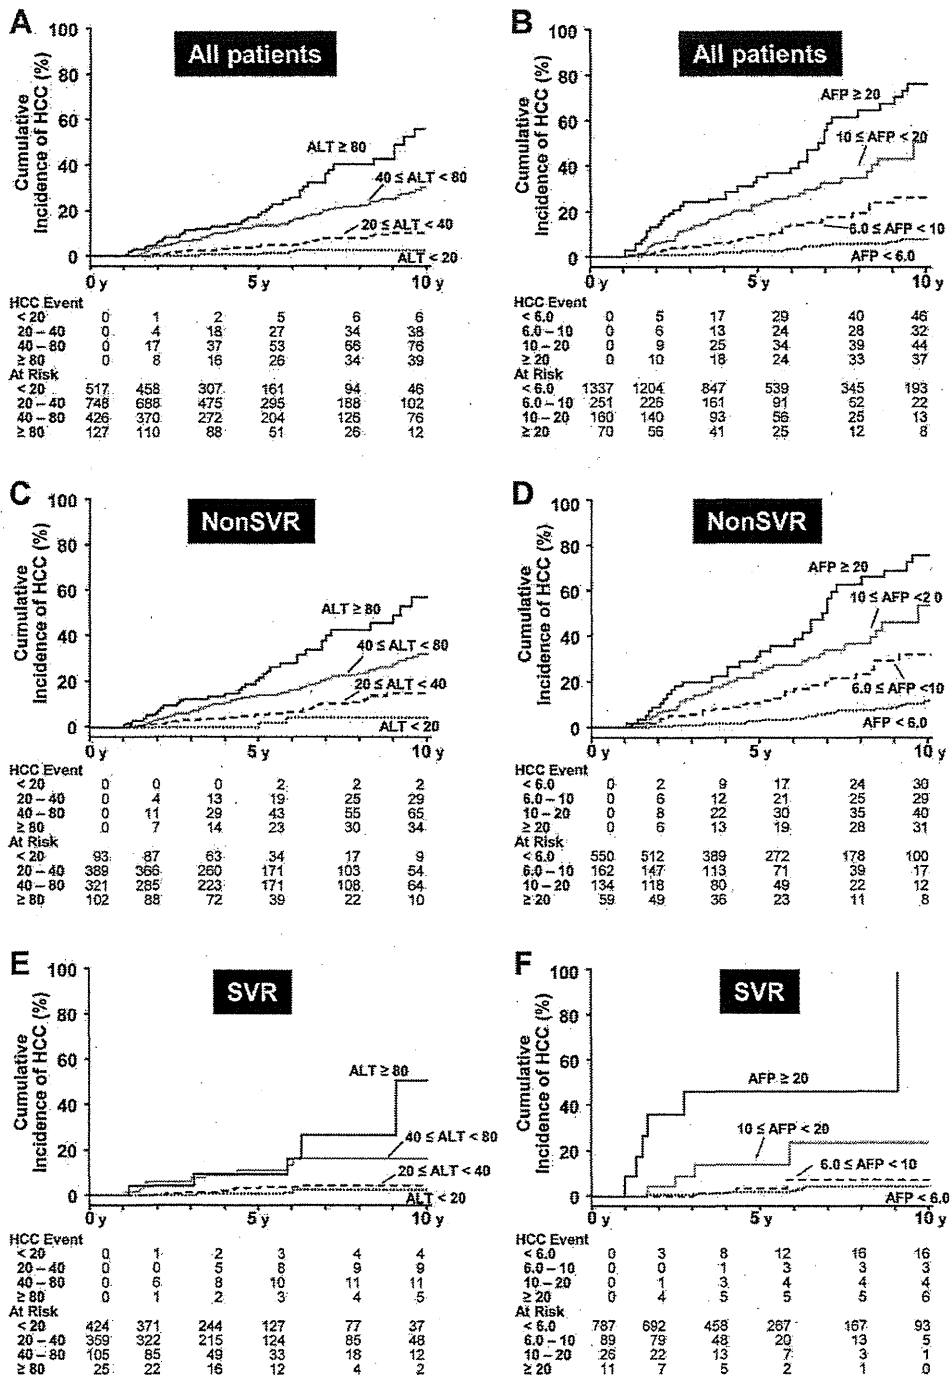 A
All patients
Cumulative
Incidence of HCC (%)
100
80
60
40
20
0
ALT ≥ 80
40 ≤ ALT < 80
20 ≤ ALT < 40
ALT < 20
0 y
5 y
10 y
HCC Event
< 20 0 1 2 5 6 6
20 – 40 0 4 18 27 34 38
40 – 80 0 17 37 53 66 76
≥ 80 0 8 16 26 34 39
At Risk
< 20 517 458 307 161 94 46
20 – 40 748 688 475 295 188 102
40 – 80 426 370 272 204 126 76
≥ 80 127 110 88 51 26 12
B
All patients
Cumulative
Incidence of HCC (%)
100
80
60
40
20
0
AFP ≥ 20
10 ≤ AFP < 20
6.0 ≤ AFP < 10
AFP < 6.0
0 y
5 y
10 y
HCC Event
< 6.0 0 5 17 29 40 46
6.0 – 10 0 6 13 24 28 32
10 – 20 0 9 25 34 39 44
≥ 20 0 10 18 24 33 37
At Risk
< 6.0 1337 1204 847 539 345 193
6.0 – 10 251 226 161 91 52 22
10 – 20 160 140 93 56 25 13
≥ 20 70 56 41 25 12 8
C
NonSVR
Cumulative
Incidence of HCC (%)
100
80
60
40
20
0
ALT ≥ 80
40 ≤ ALT < 80
20 ≤ ALT < 40
ALT < 20
0 y
5 y
10 y
HCC Event
< 20 0 0 0 2 2 2
20 – 40 0 4 13 19 25 29
40 – 80 0 11 29 43 55 65
≥ 80 0 7 14 23 30 34
At Risk
< 20 93 87 63 34 17 9
20 – 40 389 366 260 171 103 54
40 – 80 321 285 223 171 108 64
≥ 80 102 88 72 39 22 10
D
NonSVR
Cumulative
Incidence of HCC (%)
100
80
60
40
20
0
AFP ≥ 20
10 ≤ AFP <2 0
6.0 ≤ AFP <10
AFP < 6.0
0 y
5 y
10 y
HCC Event
< 6.0 0 2 9 17 24 30
6.0 – 10 0 6 12 21 25 29
10 – 20 0 8 22 30 35 40
≥ 20 0 6 13 19 28 31
At Risk
< 6.0 550 512 389 272 178 100
6.0 – 10 162 147 113 71 39 17
10 – 20 134 118 80 49 22 12
≥ 20 59 49 36 23 11 8
E
SVR
Cumulative
Incidence of HCC (%)
100
80
60
40
20
0
ALT ≥ 80
40 ≤ ALT < 80
20 ≤ ALT < 40
ALT < 20
0 y
5 y
10 y
HCC Event
< 20 0 1 2 3 4 4
20 – 40 0 0 5 8 9 9
40 – 80 0 6 8 10 11 11
≥ 80 0 1 2 3 4 5
At Risk
< 20 424 371 244 127 77 37
20 – 40 359 322 215 124 85 48
40 – 80 105 85 49 33 18 12
≥ 80 25 22 16 12 4 2
F
SVR
Cumulative
Incidence of HCC (%)
100
80
60
40
20
0
AFP ≥ 20
10 ≤ AFP < 20
6.0 ≤ AFP < 10
AFP < 6.0
0 y
5 y
10 y
HCC Event
< 6.0 0 3 8 12 16 16
6.0 – 10 0 0 1 3 3 3
10 – 20 0 1 3 4 4 4
≥ 20 0 4 5 5 5 6
At Risk
< 6.0 787 692 458 267 167 93
6.0 – 10 89 79 48 20 13 5
10 – 20 26 22 13 7 3 1
≥ 20 11 7 5 2 1 0